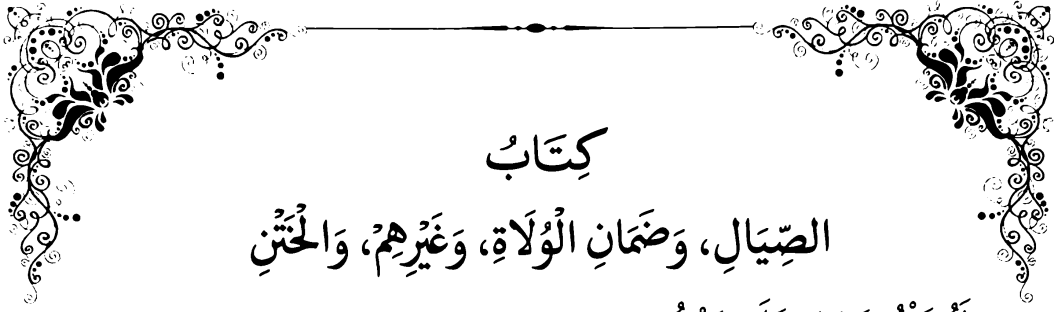 كِتَابُ
الصِّيَالِ، وَضَمَانِ الْوُلَاةِ، وَغَيْرِهِمْ، وَالْخَتْنِ